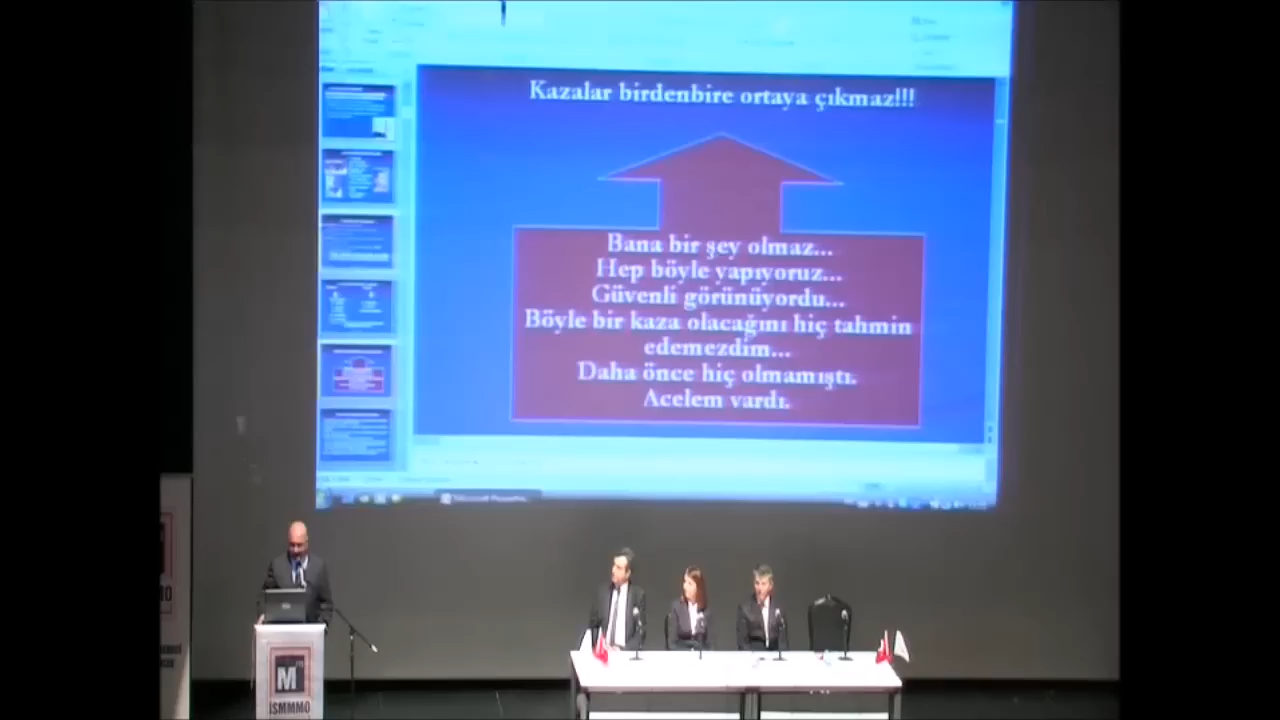 Kazalar birdenbire ortaya çıkmaz!!!
Bana bir şey olmaz...
Hep böyle yapıyoruz...
Güvenli görünüyordu...
Böyle bir kaza olacağını hiç tahmin
edemezdim...
Daha önce hiç olmamıştı.
Acelem vardı.
M
İSMMMO